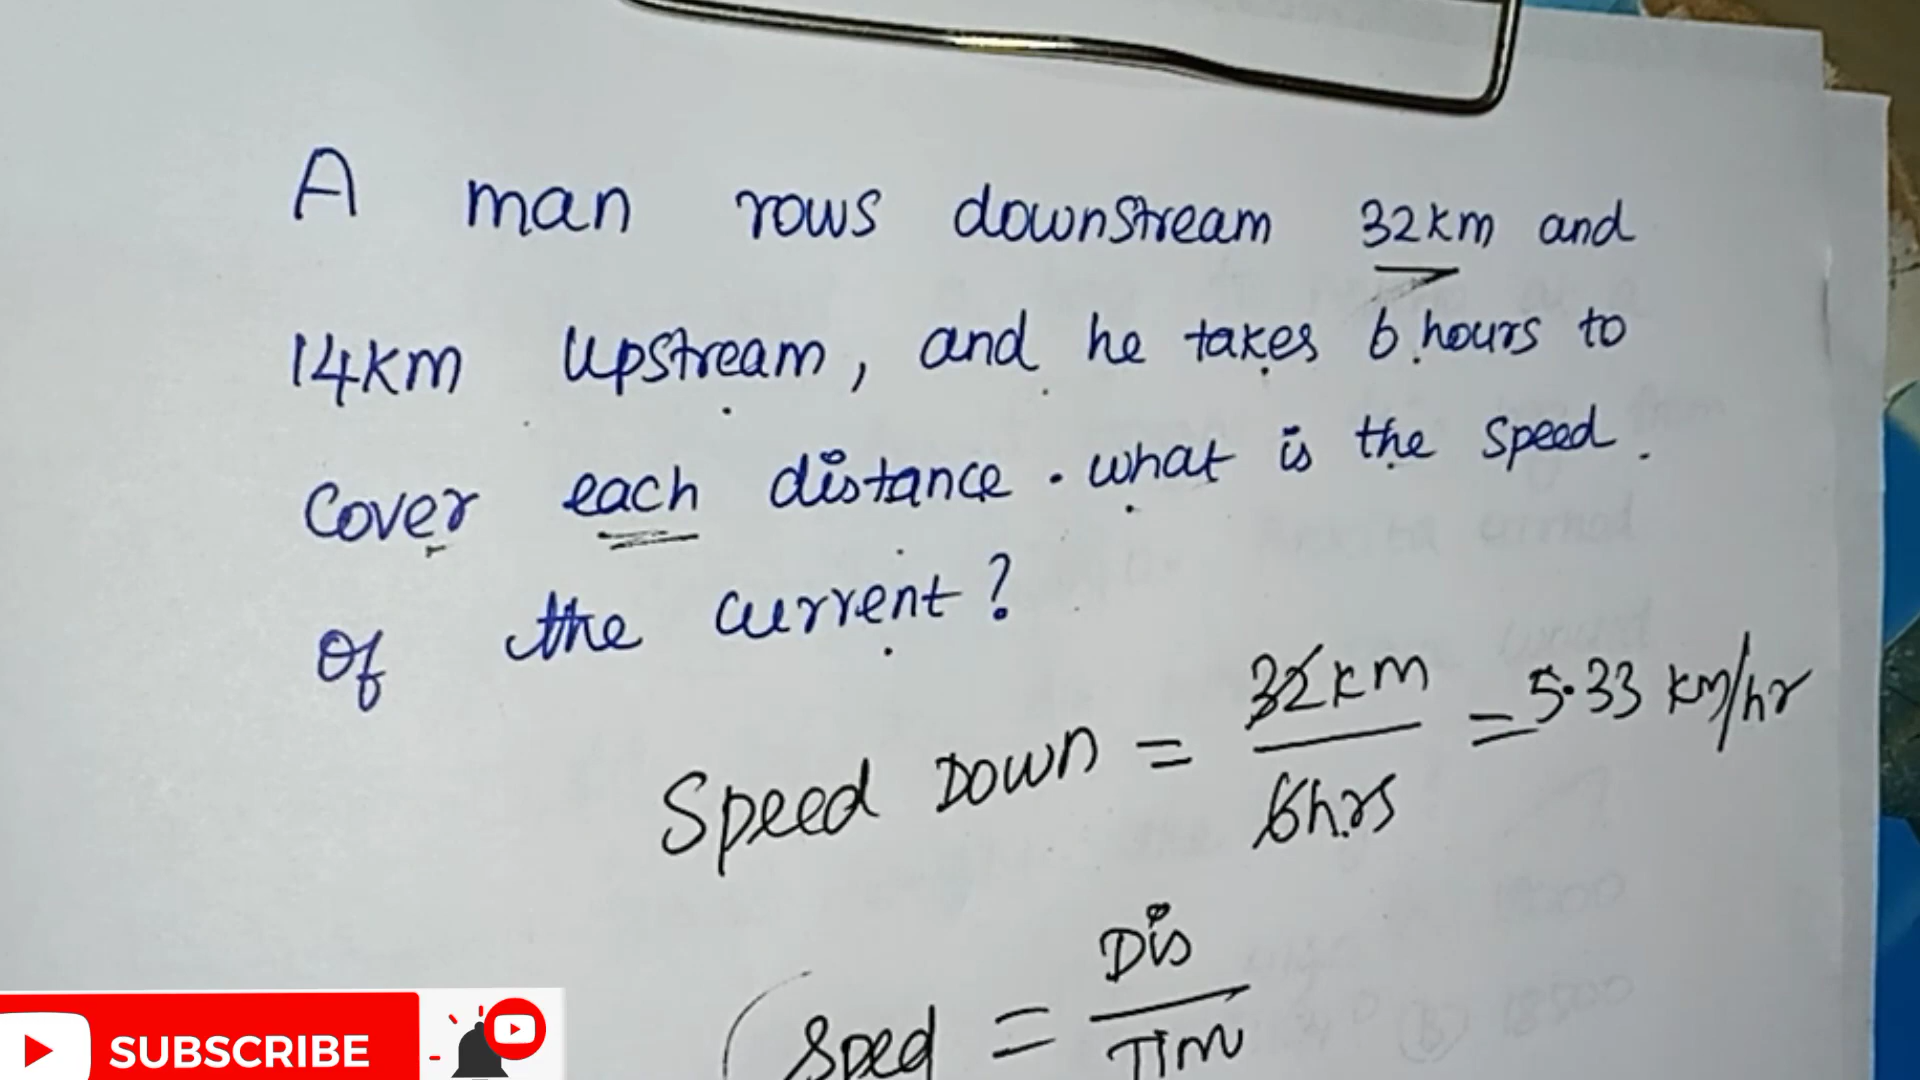 A man rows downstream 32km and
14km Upstream, and he takes 6 hours to
Cover each distance. what is the speed
of the current?
Speed Down = 32km / 6hrs = 5.33 km/hr
Dis
Sped = Tim
SUBSCRIBE